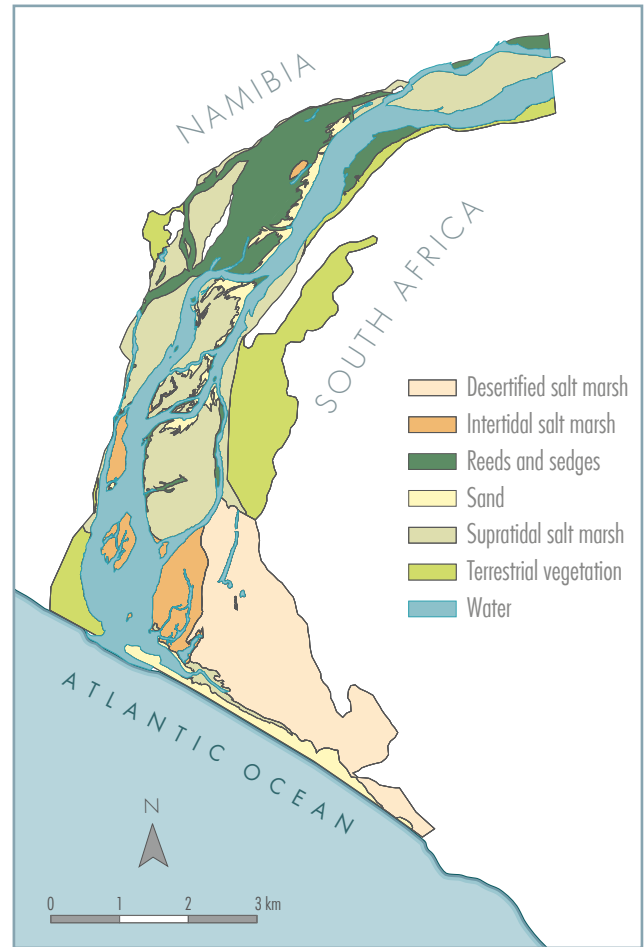 NAMIBIA
SOUTH AFRICA
Desertified salt marsh
Intertidal salt marsh
Reeds and sedges
Sand
Supratidal salt marsh
Terrestrial vegetation
Water
ATLANTIC OCEAN
N
0 1 2 3 km